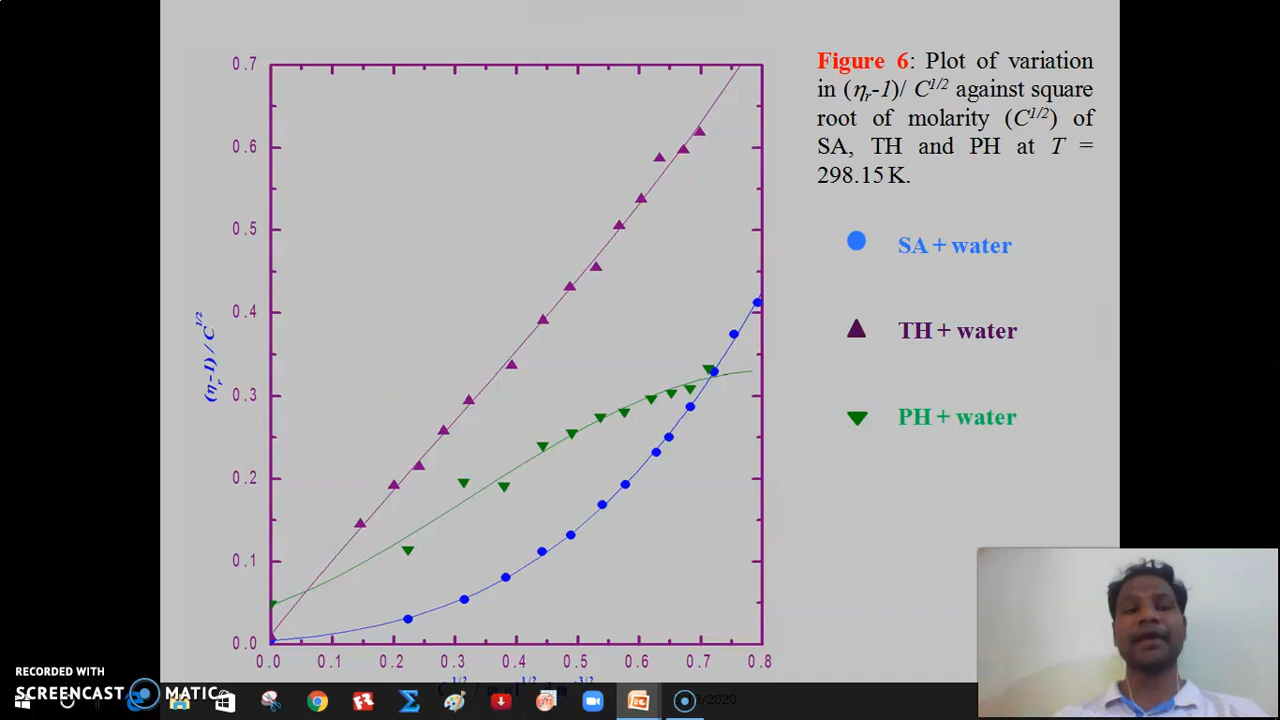 Figure 6: Plot of variation
in (ηr-1)/ C1/2 against square
root of molarity (C1/2) of
SA, TH and PH at T =
298.15 K.
SA + water
TH + water
PH + water
0.7
0.6
0.5
0.4
0.3
0.2
0.1
0.0
(ηr-1) / C1/2
0.0 0.1 0.2 0.3 0.4 0.5 0.6 0.7 0.8
RECORDED WITH
SCREENCAST MATIC
/2020